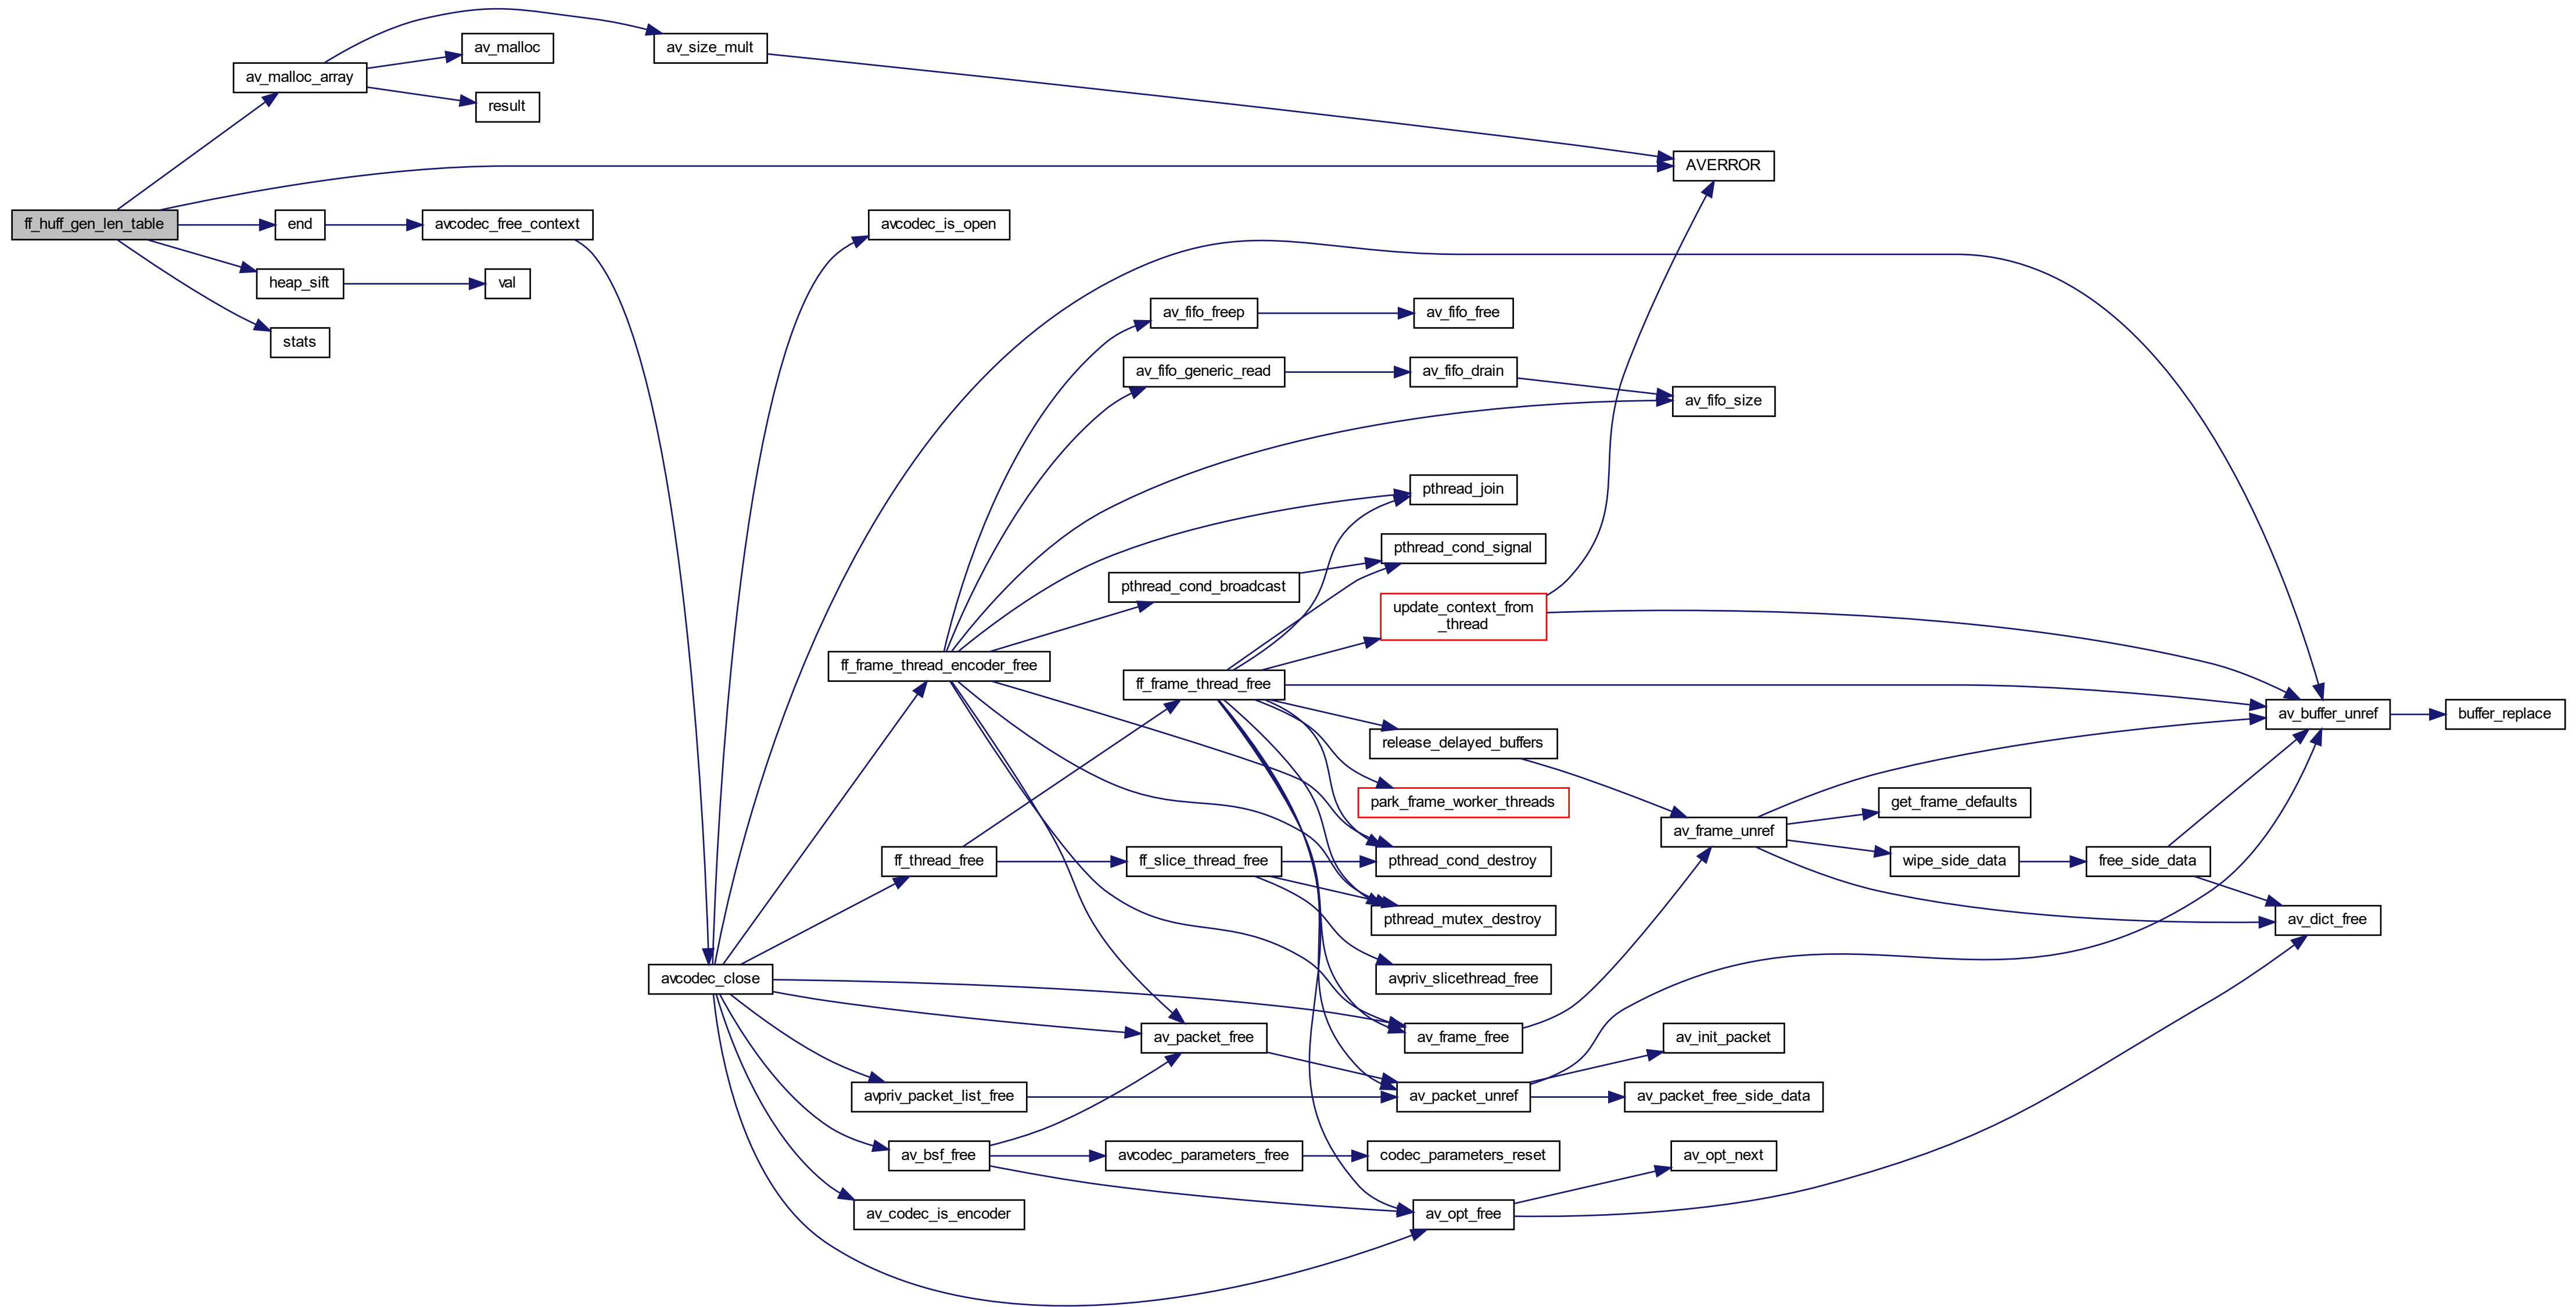 av_malloc
av_size_mult
av_malloc_array
result
AVERROR
ff_huff_gen_len_table
end
avcodec_free_context
avcodec_is_open
heap_sift
val
stats
av_fifo_freep
av_fifo_free
av_fifo_generic_read
av_fifo_drain
av_fifo_size
pthread_join
pthread_cond_signal
pthread_cond_broadcast
update_context_from
_thread
ff_frame_thread_encoder_free
ff_frame_thread_free
av_buffer_unref
buffer_replace
release_delayed_buffers
park_frame_worker_threads
get_frame_defaults
av_frame_unref
ff_thread_free
ff_slice_thread_free
pthread_cond_destroy
wipe_side_data
free_side_data
pthread_mutex_destroy
av_dict_free
avcodec_close
avpriv_slicethread_free
av_packet_free
av_frame_free
av_init_packet
avpriv_packet_list_free
av_packet_unref
av_packet_free_side_data
av_bsf_free
avcodec_parameters_free
codec_parameters_reset
av_opt_next
av_codec_is_encoder
av_opt_free